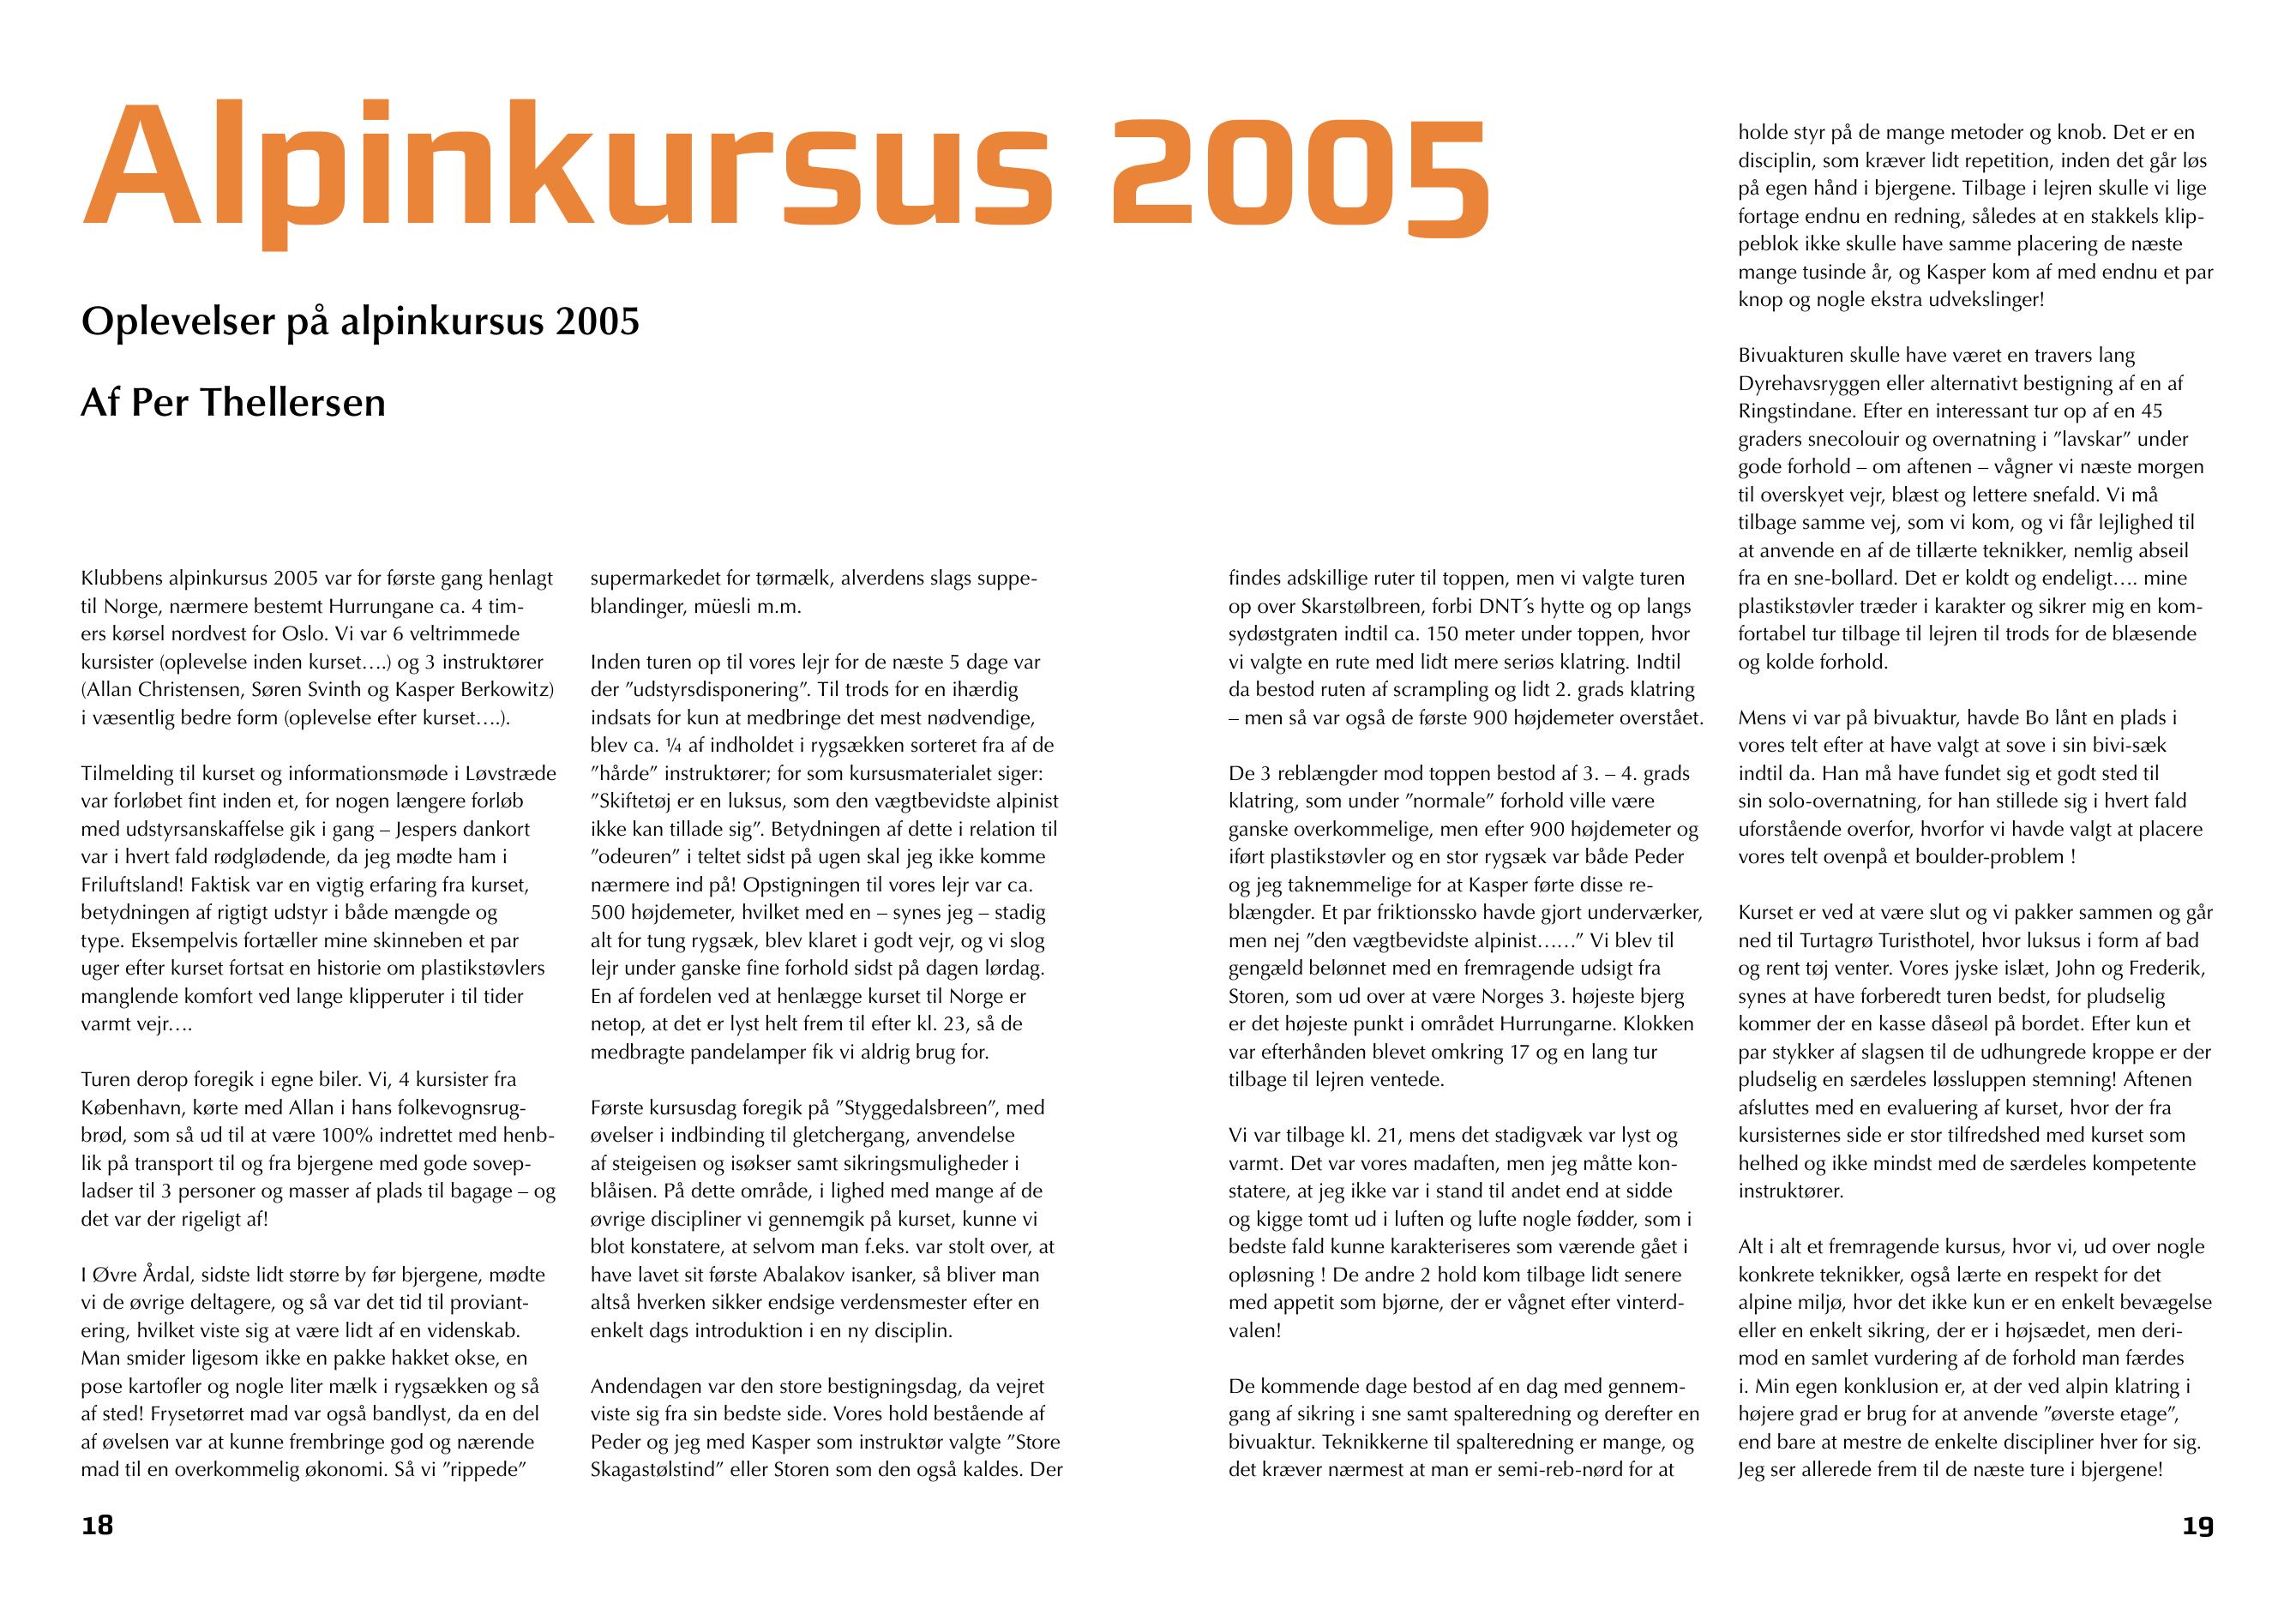 Alpinkursus 2005
Oplevelser på alpinkursus 2005
Af Per Thellersen
Klubbens alpinkursus 2005 var for første gang henlagt
til Norge, nærmere bestemt Hurrungane ca. 4 tim-
ers kørsel nordvest for Oslo. Vi var 6 veltrimmede
kursister (oplevelse inden kurset….) og 3 instruktører
(Allan Christensen, Søren Svinth og Kasper Berkowitz)
i væsentlig bedre form (oplevelse efter kurset….).
Tilmelding til kurset og informationsmøde i Løvstræde
var forløbet fint inden et, for nogen længere forløb
med udstyrsanskaffelse gik i gang – Jespers dankort
var i hvert fald rødglødende, da jeg mødte ham i
Friluftsland! Faktisk var en vigtig erfaring fra kurset,
betydningen af rigtigt udstyr i både mængde og
type. Eksempelvis fortæller mine skinneben et par
uger efter kurset fortsat en historie om plastikstøvlers
manglende komfort ved lange klipperuter i til tider
varmt vejr….
Turen derop foregik i egne biler. Vi, 4 kursister fra
København, kørte med Allan i hans folkevognsrug-
brød, som så ud til at være 100% indrettet med henb-
lik på transport til og fra bjergene med gode sovep-
ladser til 3 personer og masser af plads til bagage – og
det var der rigeligt af!
I Øvre Årdal, sidste lidt større by før bjergene, mødte
vi de øvrige deltagere, og så var det tid til proviant-
ering, hvilket viste sig at være lidt af en videnskab.
Man smider ligesom ikke en pakke hakket okse, en
pose kartofler og nogle liter mælk i rygsækken og så
af sted! Frysetørret mad var også bandlyst, da en del
af øvelsen var at kunne frembringe god og nærende
mad til en overkommelig økonomi. Så vi ”rippede”
supermarkedet for tørmælk, alverdens slags suppe-
blandinger, müesli m.m.
Inden turen op til vores lejr for de næste 5 dage var
der ”udstyrsdisponering”. Til trods for en ihærdig
indsats for kun at medbringe det mest nødvendige,
blev ca. ¼ af indholdet i rygsækken sorteret fra af de
”hårde” instruktører; for som kursusmaterialet siger:
”Skiftetøj er en luksus, som den vægtbevidste alpinist
ikke kan tillade sig”. Betydningen af dette i relation til
”odeuren” i teltet sidst på ugen skal jeg ikke komme
nærmere ind på! Opstigningen til vores lejr var ca.
500 højdemeter, hvilket med en – synes jeg – stadig
alt for tung rygsæk, blev klaret i godt vejr, og vi slog
lejr under ganske fine forhold sidst på dagen lørdag.
En af fordelen ved at henlægge kurset til Norge er
netop, at det er lyst helt frem til efter kl. 23, så de
medbragte pandelamper fik vi aldrig brug for.
Første kursusdag foregik på ”Styggedalsbreen”, med
øvelser i indbinding til gletchergang, anvendelse
af steigeisen og isøkser samt sikringsmuligheder i
blåisen. På dette område, i lighed med mange af de
øvrige discipliner vi gennemgik på kurset, kunne vi
blot konstatere, at selvom man f.eks. var stolt over, at
have lavet sit første Abalakov isanker, så bliver man
altså hverken sikker endsige verdensmester efter en
enkelt dags introduktion i en ny disciplin.
Andendagen var den store bestigningsdag, da vejret
viste sig fra sin bedste side. Vores hold bestående af
Peder og jeg med Kasper som instruktør valgte ”Store
Skagastølstind” eller Storen som den også kaldes. Der
18
findes adskillige ruter til toppen, men vi valgte turen
op over Skarstølbreen, forbi DNT´s hytte og op langs
sydøstgraten indtil ca. 150 meter under toppen, hvor
vi valgte en rute med lidt mere seriøs klatring. Indtil
da bestod ruten af scrampling og lidt 2. grads klatring
– men så var også de første 900 højdemeter overstået.
De 3 reblængder mod toppen bestod af 3. – 4. grads
klatring, som under ”normale” forhold ville være
ganske overkommelige, men efter 900 højdemeter og
iført plastikstøvler og en stor rygsæk var både Peder
og jeg taknemmelige for at Kasper førte disse re-
blængder. Et par friktionssko havde gjort underværker,
men nej ”den vægtbevidste alpinist……” Vi blev til
gengæld belønnet med en fremragende udsigt fra
Storen, som ud over at være Norges 3. højeste bjerg
er det højeste punkt i området Hurrungarne. Klokken
var efterhånden blevet omkring 17 og en lang tur
tilbage til lejren ventede.
Vi var tilbage kl. 21, mens det stadigvæk var lyst og
varmt. Det var vores madaften, men jeg måtte kon-
statere, at jeg ikke var i stand til andet end at sidde
og kigge tomt ud i luften og lufte nogle fødder, som i
bedste fald kunne karakteriseres som værende gået i
opløsning ! De andre 2 hold kom tilbage lidt senere
med appetit som bjørne, der er vågnet efter vinterd-
valen!
De kommende dage bestod af en dag med gennem-
gang af sikring i sne samt spalteredning og derefter en
bivuaktur. Teknikkerne til spalteredning er mange, og
det kræver nærmest at man er semi-reb-nørd for at
holde styr på de mange metoder og knob. Det er en
disciplin, som kræver lidt repetition, inden det går løs
på egen hånd i bjergene. Tilbage i lejren skulle vi lige
fortage endnu en redning, således at en stakkels klip-
peblok ikke skulle have samme placering de næste
mange tusinde år, og Kasper kom af med endnu et par
knop og nogle ekstra udvekslinger!
Bivuakturen skulle have været en travers lang
Dyrehavsryggen eller alternativt bestigning af en af
Ringstindane. Efter en interessant tur op af en 45
graders snecolouir og overnatning i ”lavskar” under
gode forhold – om aftenen – vågner vi næste morgen
til overskyet vejr, blæst og lettere snefald. Vi må
tilbage samme vej, som vi kom, og vi får lejlighed til
at anvende en af de tillærte teknikker, nemlig abseil
fra en sne-bollard. Det er koldt og endeligt…. mine
plastikstøvler træder i karakter og sikrer mig en kom-
fortabel tur tilbage til lejren til trods for de blæsende
og kolde forhold.
Mens vi var på bivuaktur, havde Bo lånt en plads i
vores telt efter at have valgt at sove i sin bivi-sæk
indtil da. Han må have fundet sig et godt sted til
sin solo-overnatning, for han stillede sig i hvert fald
uforstående overfor, hvorfor vi havde valgt at placere
vores telt ovenpå et boulder-problem !
Kurset er ved at være slut og vi pakker sammen og går
ned til Turtagrø Turisthotel, hvor luksus i form af bad
og rent tøj venter. Vores jyske islæt, John og Frederik,
synes at have forberedt turen bedst, for pludselig
kommer der en kasse dåseøl på bordet. Efter kun et
par stykker af slagsen til de udhungrede kroppe er der
pludselig en særdeles løssluppen stemning! Aftenen
afsluttes med en evaluering af kurset, hvor der fra
kursisternes side er stor tilfredshed med kurset som
helhed og ikke mindst med de særdeles kompetente
instruktører.
Alt i alt et fremragende kursus, hvor vi, ud over nogle
konkrete teknikker, også lærte en respekt for det
alpine miljø, hvor det ikke kun er en enkelt bevægelse
eller en enkelt sikring, der er i højsædet, men deri-
mod en samlet vurdering af de forhold man færdes
i. Min egen konklusion er, at der ved alpin klatring i
højere grad er brug for at anvende ”øverste etage”,
end bare at mestre de enkelte discipliner hver for sig.
Jeg ser allerede frem til de næste ture i bjergene!
19